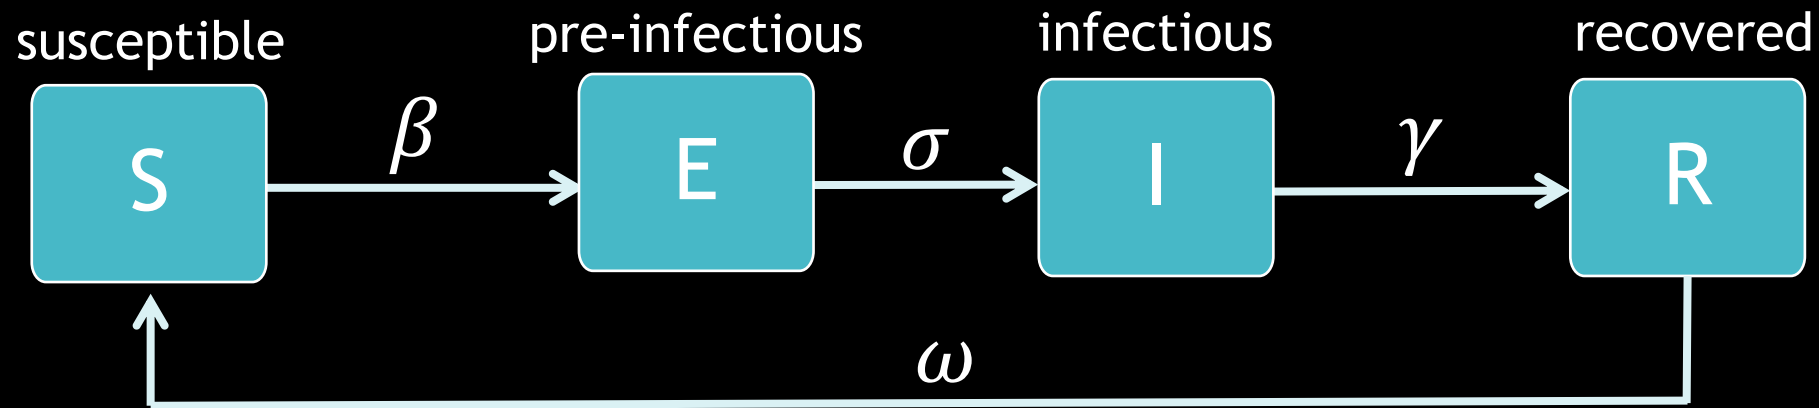 susceptible
pre-infectious
infectious
recovered
S
β
E
σ
I
γ
R
ω